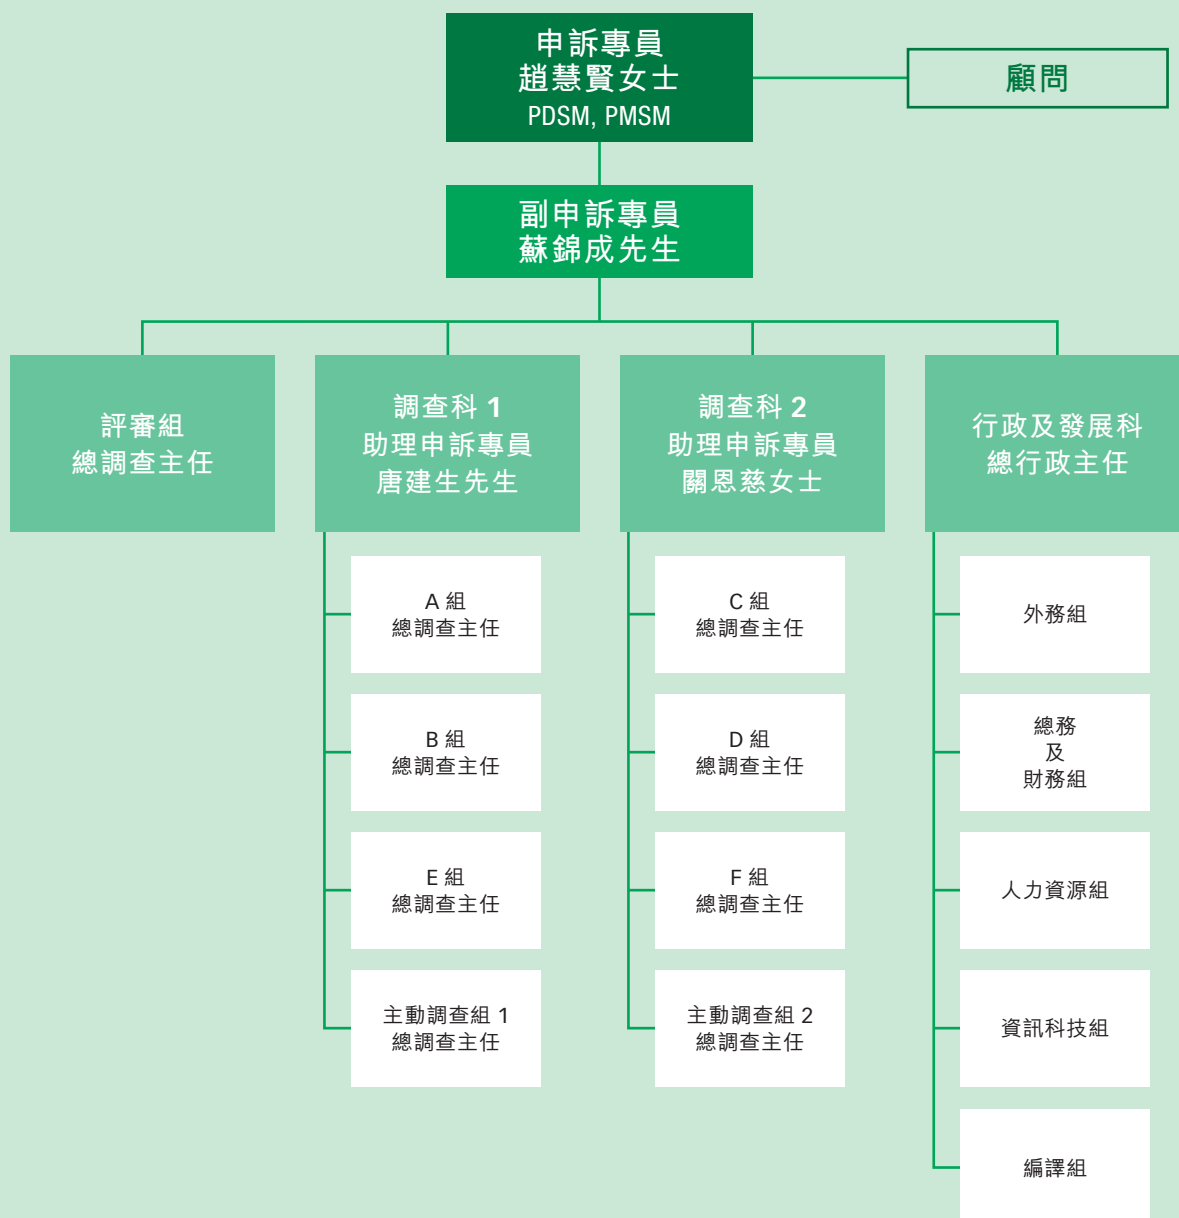 申訴專員
趙慧賢女士
PDSM, PMSM
顧問
副申訴專員
蘇錦成先生
評審組
總調查主任
調查科 1
助理申訴專員
唐建生先生
調查科 2
助理申訴專員
關恩慈女士
行政及發展科
總行政主任
A 組
總調查主任
B 組
總調查主任
E 組
總調查主任
主動調查組 1
總調查主任
C 組
總調查主任
D 組
總調查主任
F 組
總調查主任
主動調查組 2
總調查主任
外務組
總務
及
財務組
人力資源組
資訊科技組
編譯組